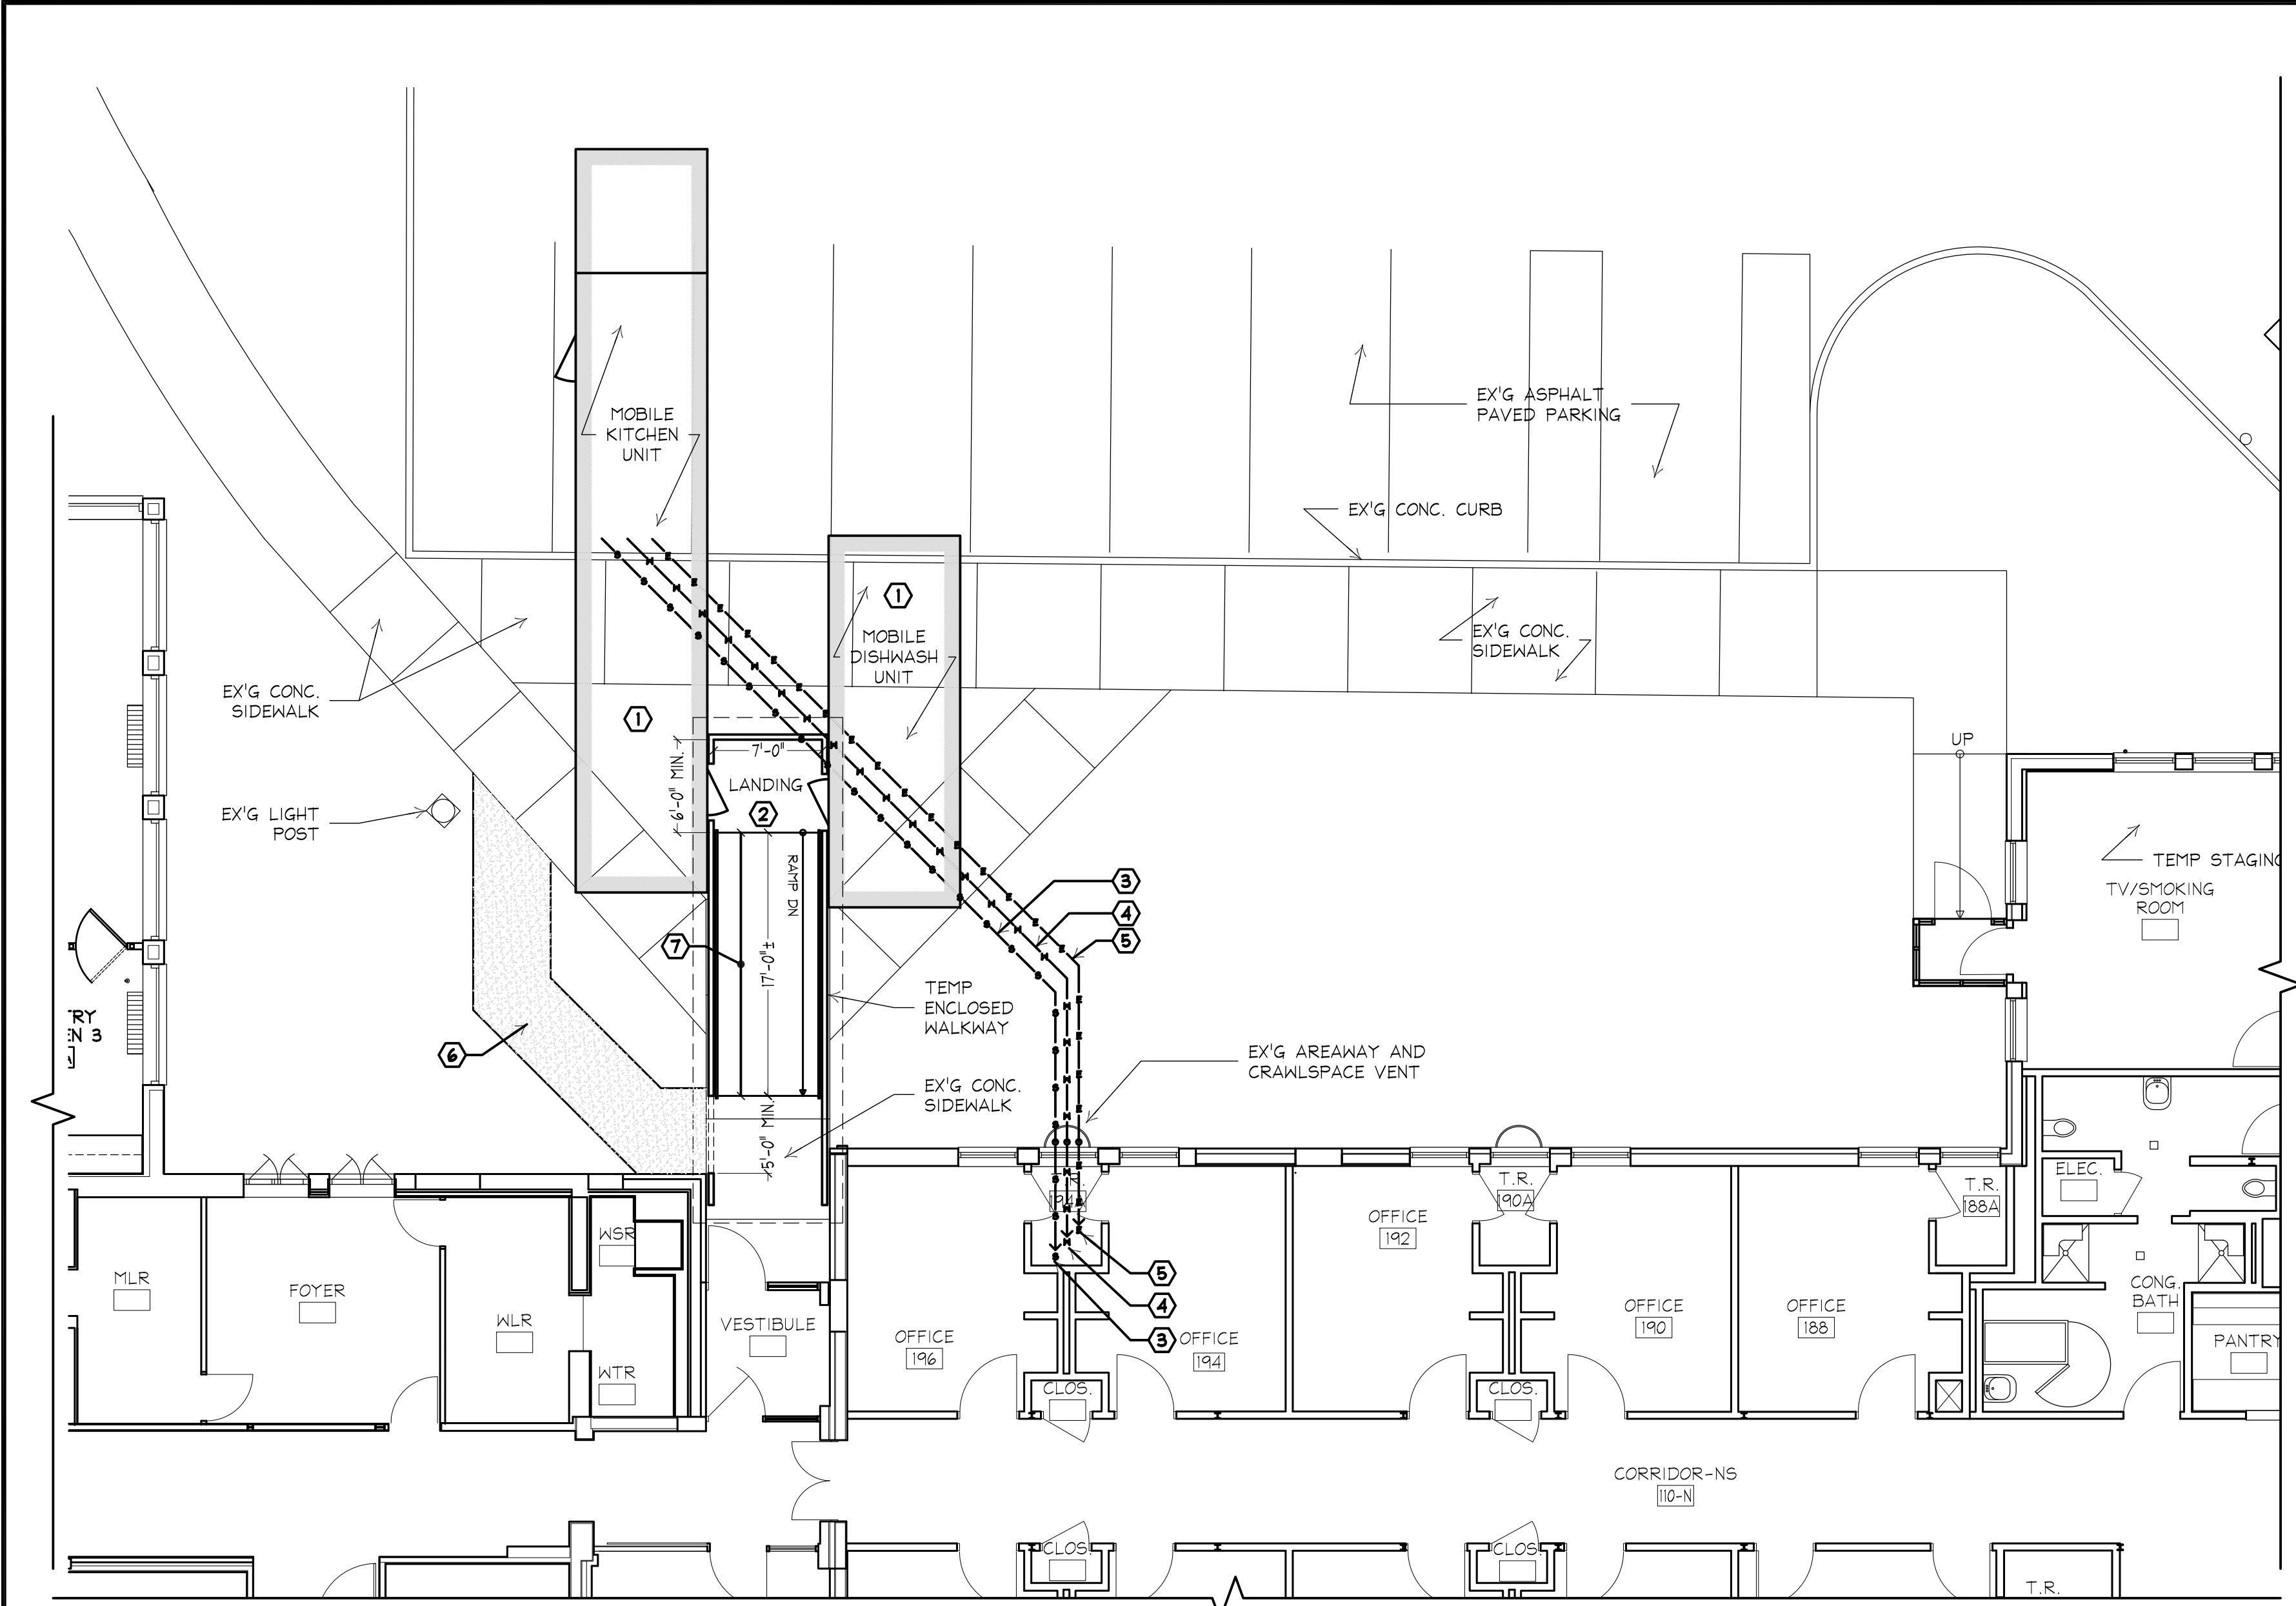 MOBILE
KITCHEN
UNIT
EX'G ASPHALT
PAVED PARKING
EX'G CONC. CURB
1
MOBILE
DISHWASH
UNIT
EX'G CONC.
SIDEWALK
EX'G CONC.
SIDEWALK
1
7'-0"
6'-0" MIN.
LANDING
2
UP
EX'G LIGHT
POST
RAMP DN
17'-0"±
7
3
4
5
TEMP STAGING
TV/SMOKING
ROOM
TEMP
ENCLOSED
WALKWAY
6
EX'G AREAWAY AND
CRAWLSPACE VENT
EX'G CONC.
SIDEWALK
5'-0" MIN.
RY
EN 3
ELEC.
T.R.
194A
T.R.
190A
T.R.
188A
OFFICE
192
WSR
MLR
FOYER
WLR
WTR
VESTIBULE
5
4
3
OFFICE
196
OFFICE
194
OFFICE
190
OFFICE
188
CONG.
BATH
PANTRY
CLOS.
CLOS.
CORRIDOR-NS
110-N
CLOS.
CLOS.
T.R.
S
W
E